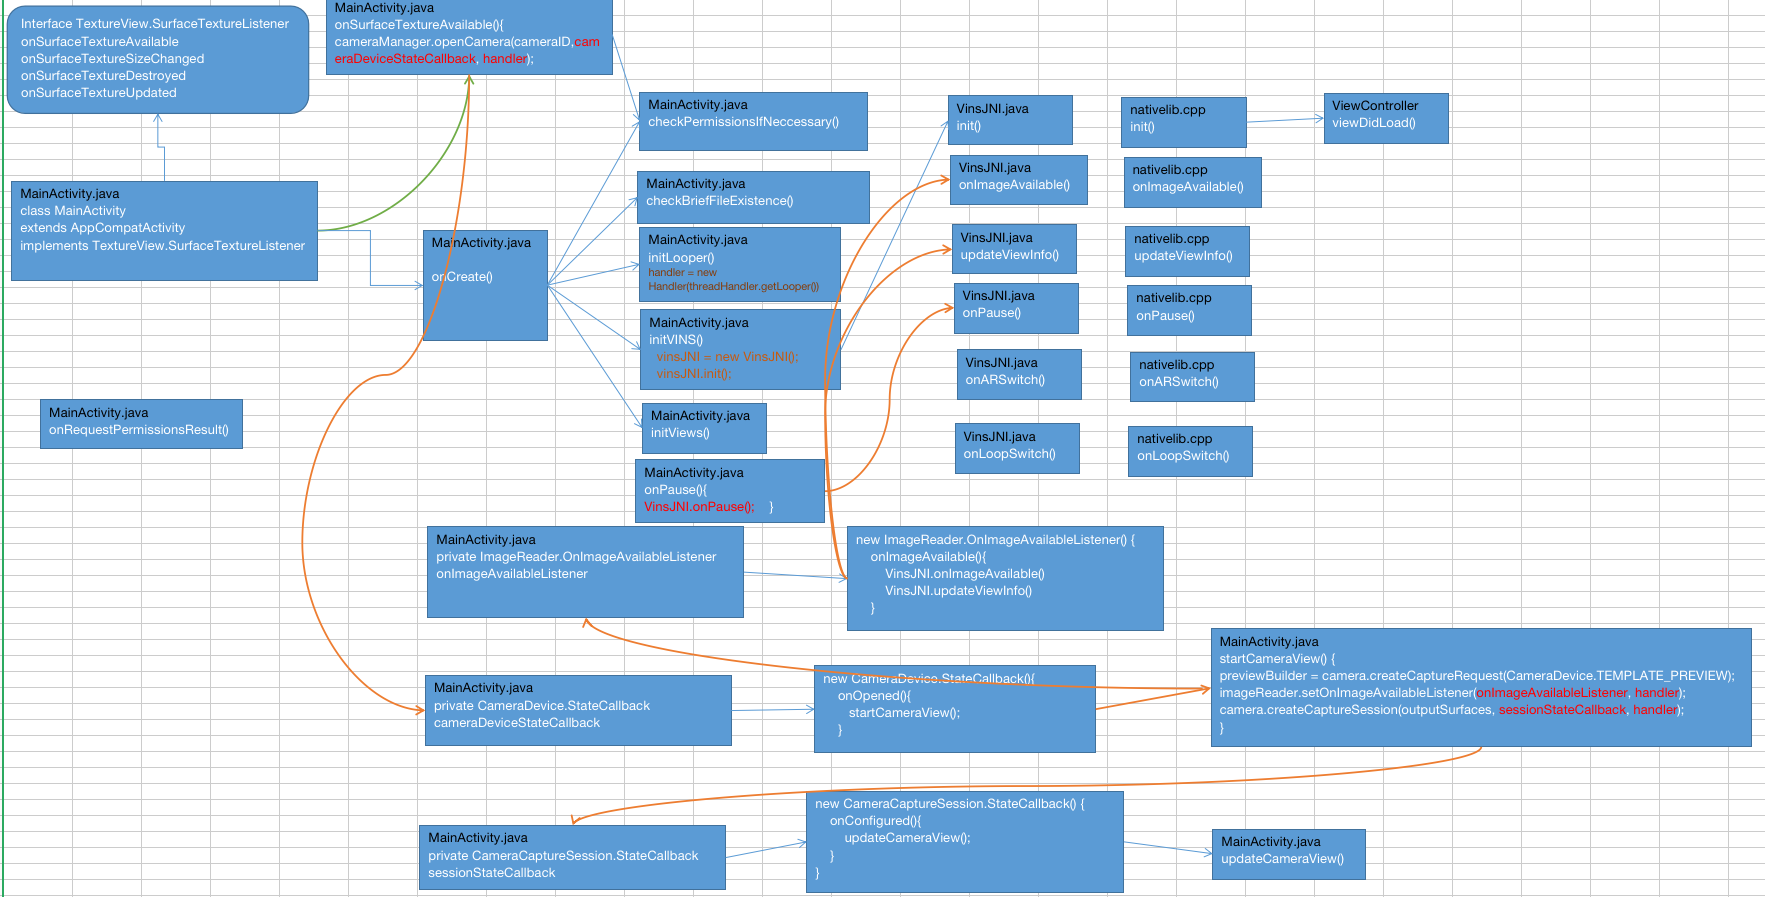 Interface TextureView.SurfaceTextureListener
onSurfaceTextureAvailable
onSurfaceTextureSizeChanged
onSurfaceTextureDestroyed
onSurfaceTextureUpdated
MainActivity.java
onSurfaceTextureAvailable(){
cameraManager.openCamera(cameraID,cam
eraDeviceStateCallback, handler);
MainActivity.java
checkPermissionsIfNeccessary()
VinsJNI.java
init()
nativelib.cpp
init()
ViewController
viewDidLoad()
MainActivity.java
class MainActivity
extends AppCompatActivity
implements TextureView.SurfaceTextureListener
MainActivity.java
checkBriefFileExistence()
VinsJNI.java
onImageAvailable()
nativelib.cpp
onImageAvailable()
MainActivity.java
onCreate()
MainActivity.java
initLooper()
handler = new
Handler(threadHandler.getLooper())
VinsJNI.java
updateViewInfo()
nativelib.cpp
updateViewInfo()
VinsJNI.java
onPause()
nativelib.cpp
onPause()
MainActivity.java
initVINS()
vinsJNI = new VinsJNI();
vinsJNI.init();
VinsJNI.java
onARSwitch()
nativelib.cpp
onARSwitch()
MainActivity.java
onRequestPermissionsResult()
MainActivity.java
initViews()
VinsJNI.java
onLoopSwitch()
nativelib.cpp
onLoopSwitch()
MainActivity.java
onPause(){
VinsJNI.onPause(); }
MainActivity.java
private ImageReader.OnImageAvailableListener
onImageAvailableListener
new ImageReader.OnImageAvailableListener() {
onImageAvailable(){
VinsJNI.onImageAvailable()
VinsJNI.updateViewInfo()
}
MainActivity.java
private CameraDevice.StateCallback
cameraDeviceStateCallback
new CameraDevice.StateCallback(){
onOpened(){
startCameraView();
}
MainActivity.java
startCameraView() {
previewBuilder = camera.createCaptureRequest(CameraDevice.TEMPLATE_PREVIEW);
imageReader.setOnImageAvailableListener(onImageAvailableListener, handler);
camera.createCaptureSession(outputSurfaces, sessionStateCallback, handler);
}
MainActivity.java
private CameraCaptureSession.StateCallback
sessionStateCallback
new CameraCaptureSession.StateCallback() {
onConfigured(){
updateCameraView();
}
}
MainActivity.java
updateCameraView()